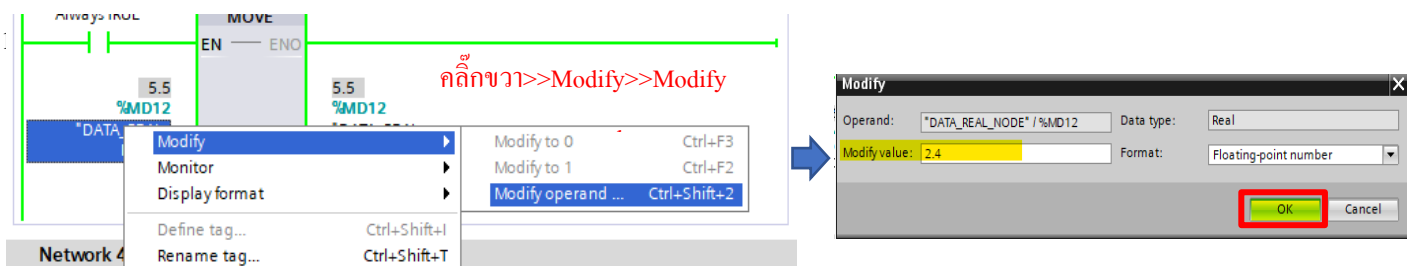 Always TRUE
MOVE
EN
ENO
5.5
%MD12
5.5
%MD12
คลิ๊กขวา>>Modify>>Modify
"DATA_
Modify
Monitor
Display format
Define tag...
Ctrl+Shift+I
Rename tag...
Ctrl+Shift+T
Modify to 0
Ctrl+F3
Modify to 1
Ctrl+F2
Modify operand ...
Ctrl+Shift+2
Network 4
Modify
X
Operand:
"DATA_REAL_NODE" / %MD12
Data type:
Real
Modify value:
2.4
Format:
Floating-point number
OK
Cancel